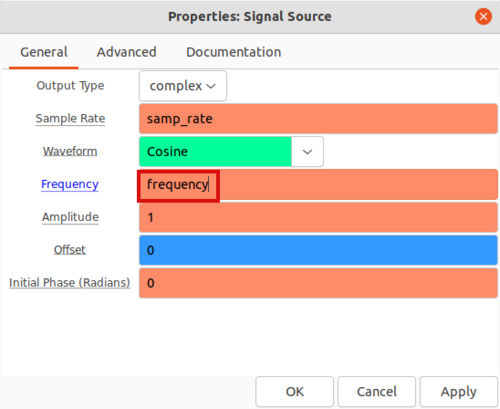 Properties: Signal Source
General Advanced Documentation
Output Type complex
Sample Rate samp_rate
Waveform Cosine
Frequency frequency
Amplitude 1
Offset 0
Initial Phase (Radians) 0
OK Cancel Apply